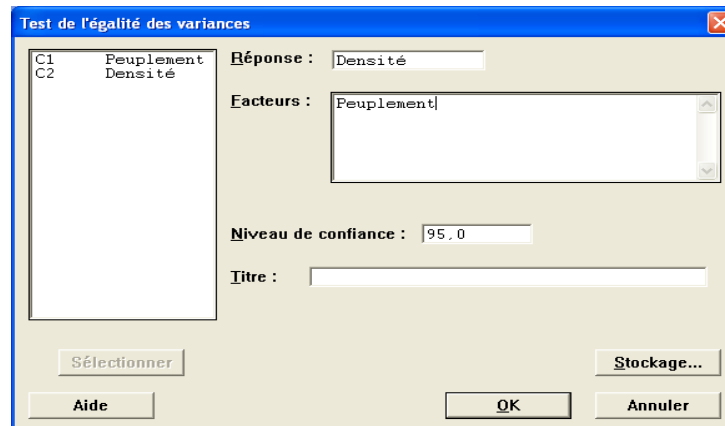 Test de l'égalité des variances
C1 Peuplement
C2 Densité
Réponse : Densité
Facteurs : Peuplement
Niveau de confiance : 95,0
Titre :
Sélectionner
Stockage...
Aide
OK
Annuler